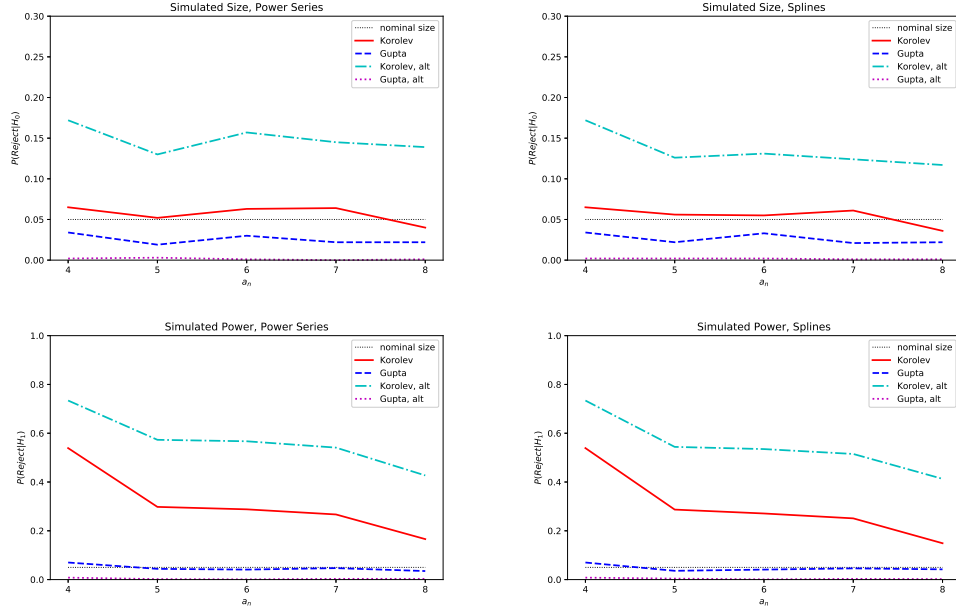 Simulated Size, Power Series
0.30
0.25
0.20
0.15
0.10
0.05
0.00
P(Reject|H₀)
4 5 6 7 8
aₙ
nominal size
Korolev
Gupta
Korolev, alt
Gupta, alt
Simulated Size, Splines
0.30
0.25
0.20
0.15
0.10
0.05
0.00
P(Reject|H₀)
4 5 6 7 8
aₙ
nominal size
Korolev
Gupta
Korolev, alt
Gupta, alt
Simulated Power, Power Series
1.0
0.8
0.6
0.4
0.2
0.0
P(Reject|H₁)
4 5 6 7 8
aₙ
nominal size
Korolev
Gupta
Korolev, alt
Gupta, alt
Simulated Power, Splines
1.0
0.8
0.6
0.4
0.2
0.0
P(Reject|H₁)
4 5 6 7 8
aₙ
nominal size
Korolev
Gupta
Korolev, alt
Gupta, alt